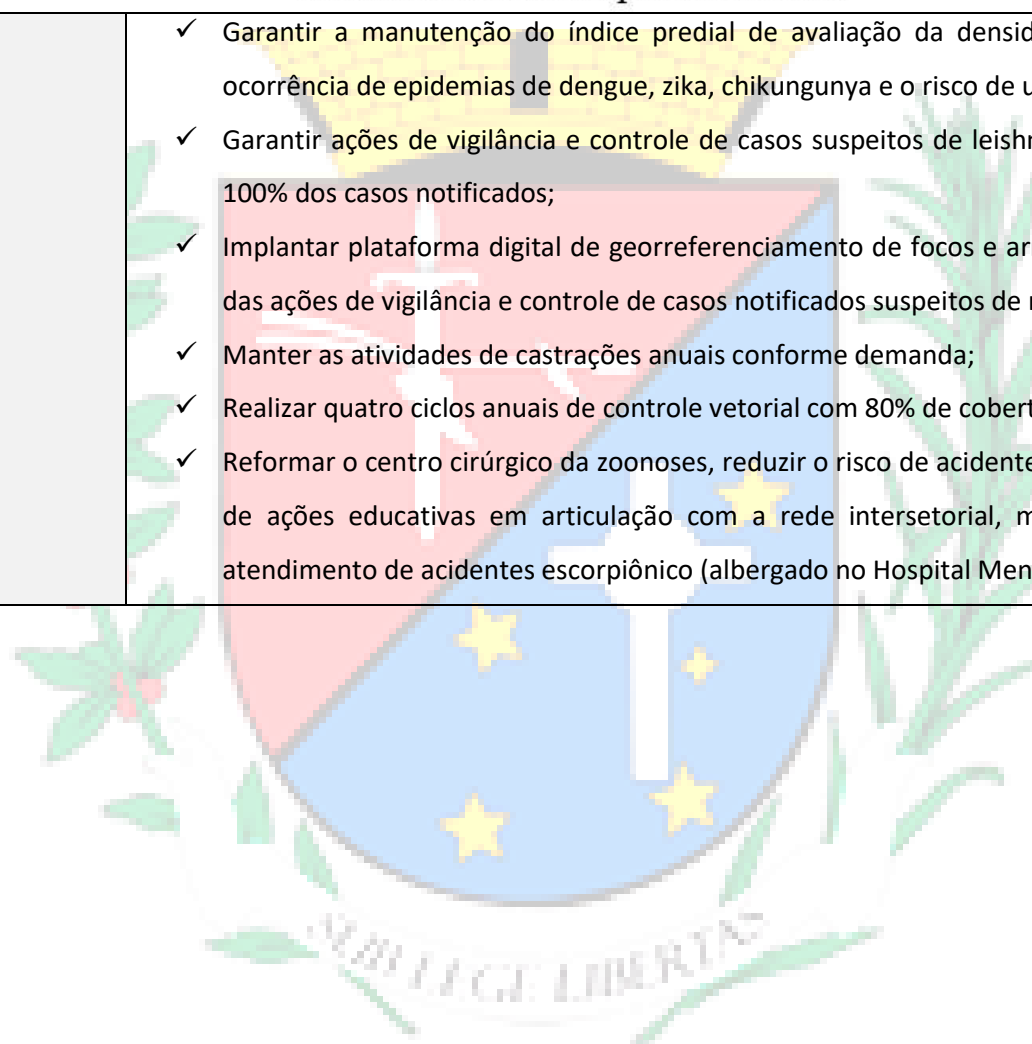 Garantir a manutenção do índice predial de avaliação da
ocorrência de epidemias de dengue, zika, chikungunya e o risco de
✓ Garantir ações de vigilância e controle de casos suspeitos de
100% dos casos notificados;
✓ Implantar plataforma digital de georreferenciamento de focos e
das ações de vigilância e controle de casos notificados suspeitos de
✓ Manter as atividades de castrações anuais conforme demanda;
✓ Realizar quatro ciclos anuais de controle vetorial com 80% de
✓ Reformar o centro cirúrgico da zoonoses, reduzir o risco de
de ações educativas em articulação com a rede intersetorial,
atendimento de acidentes escorpiônico (albergado no Hospital
SUB LEGE LIBERTAS